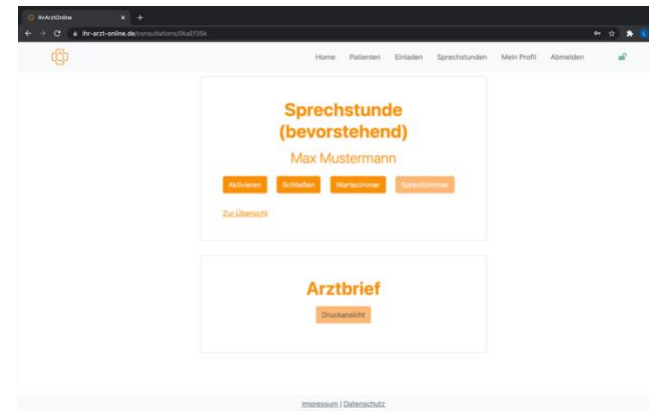 IhrArztOnline
ihr-arzt-online.de/consultations/0kaEf35k
Home Patienten Einladen Sprechstunden Mein Profil Abmelden
Sprechstunde
(bevorstehend)
Max Mustermann
Aktivieren Schließen Wartezimmer Sprechzimmer
Zur Übersicht
Arztbrief
Druckansicht
Impressum | Datenschutz